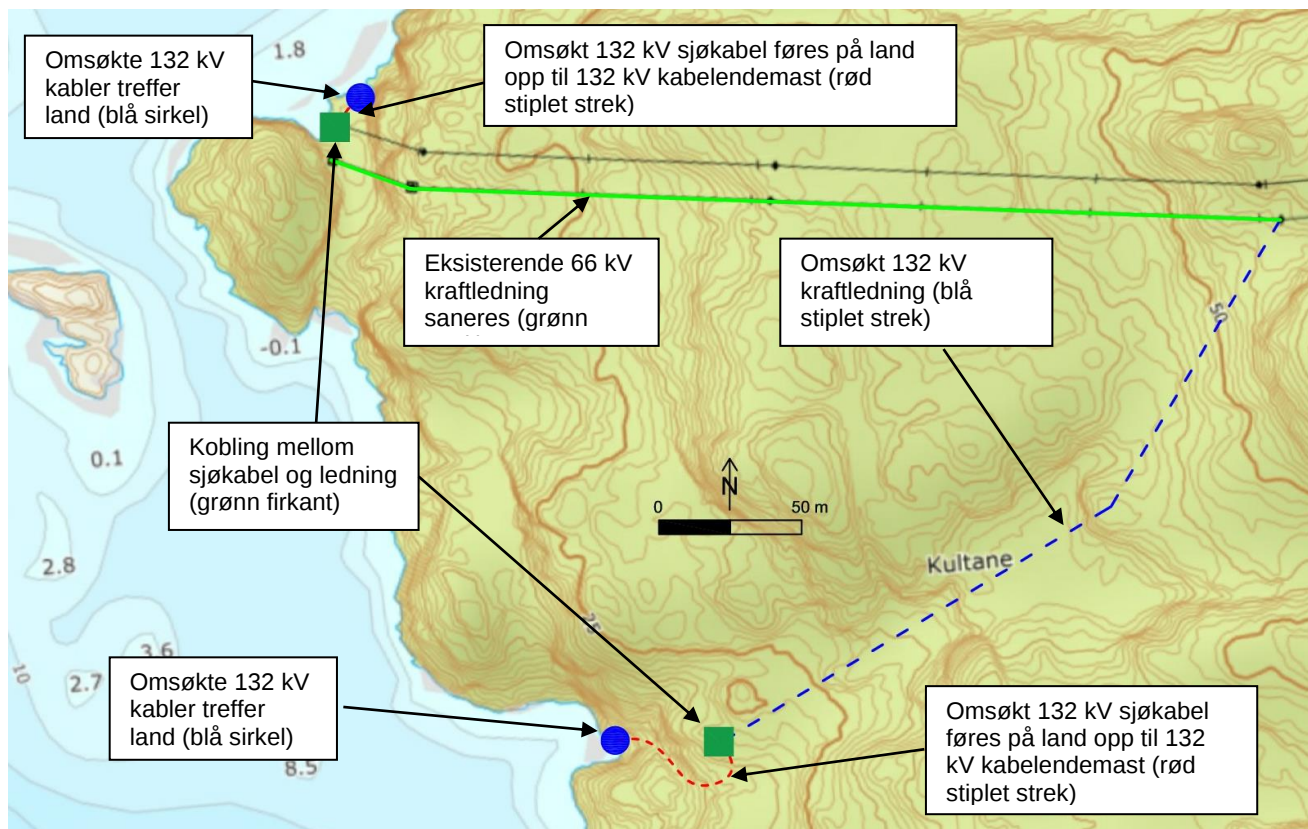 Omsøkte 132 kV
kabler treffer
land (blå sirkel)
1.8
Omsøkt 132 kV sjøkabel føres på land
opp til 132 kV kabelendemast (rød
stiplet strek)
Eksisterende 66 kV
kraftledning
saneres (grønn
Omsøkt 132 kV
kraftledning (blå
stiplet strek)
50
-0.1
0.1
Kobling mellom
sjøkabel og ledning
(grønn firkant)
N
0 50 m
2.8
Kultane
25
3.6
10
2.7
Omsøkte 132 kV
kabler treffer
land (blå sirkel)
8.5
Omsøkt 132 kV sjøkabel
føres på land opp til 132
kV kabelendemast (rød
stiplet strek)